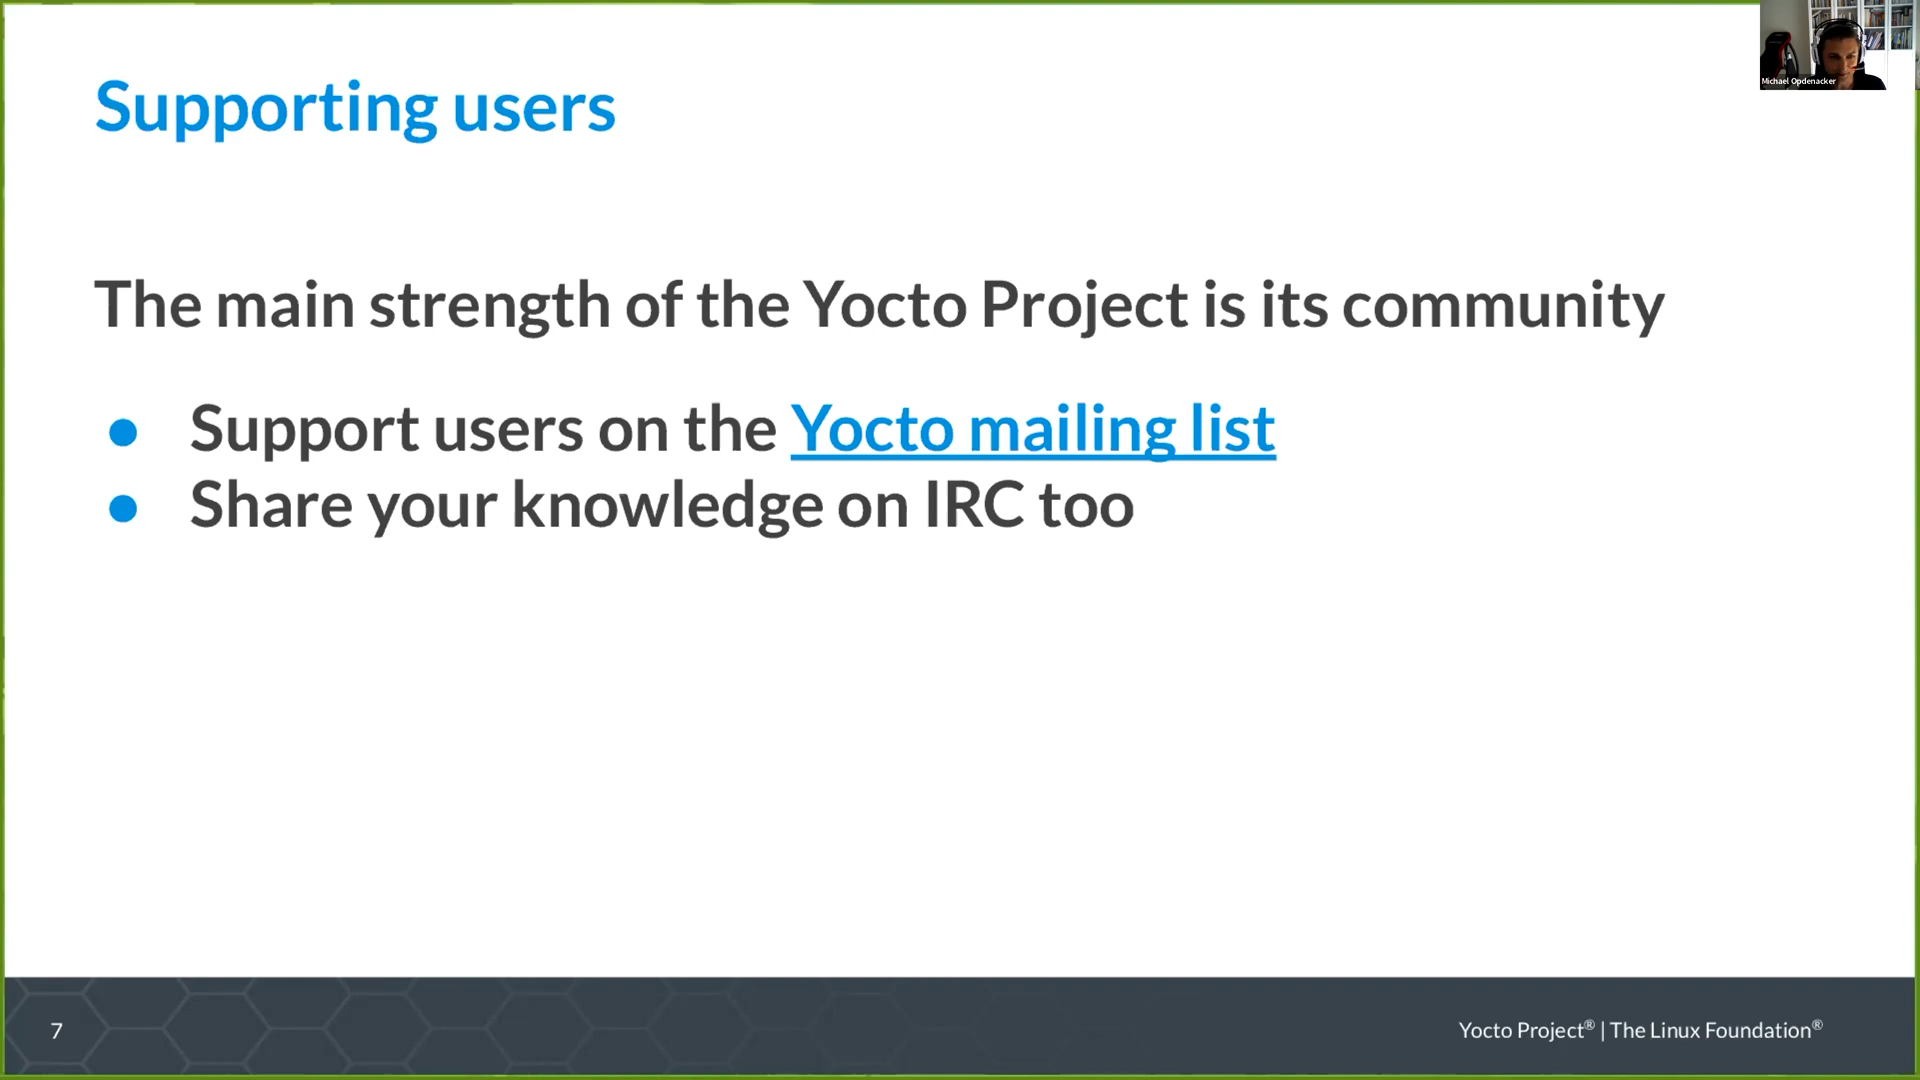 Michael Opdenacker
Supporting users
The main strength of the Yocto Project is its community
● Support users on the Yocto mailing list
● Share your knowledge on IRC too
7
Yocto Project® | The Linux Foundation®